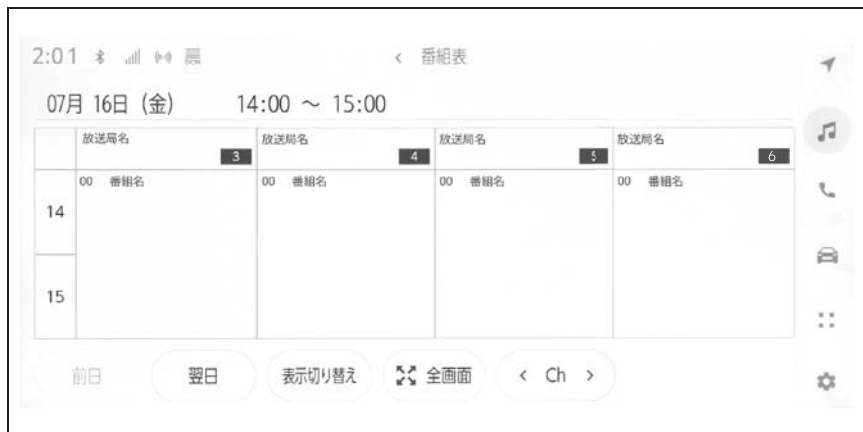 2:01
< 番組表
07月 16日 (金) 14:00 ～ 15:00
放送局名 3 放送局名 4 放送局名 5 放送局名 6
14 00 番組名 00 番組名 00 番組名 00 番組名
15
前日 翌日 表示切り替え 全画面 < Ch >